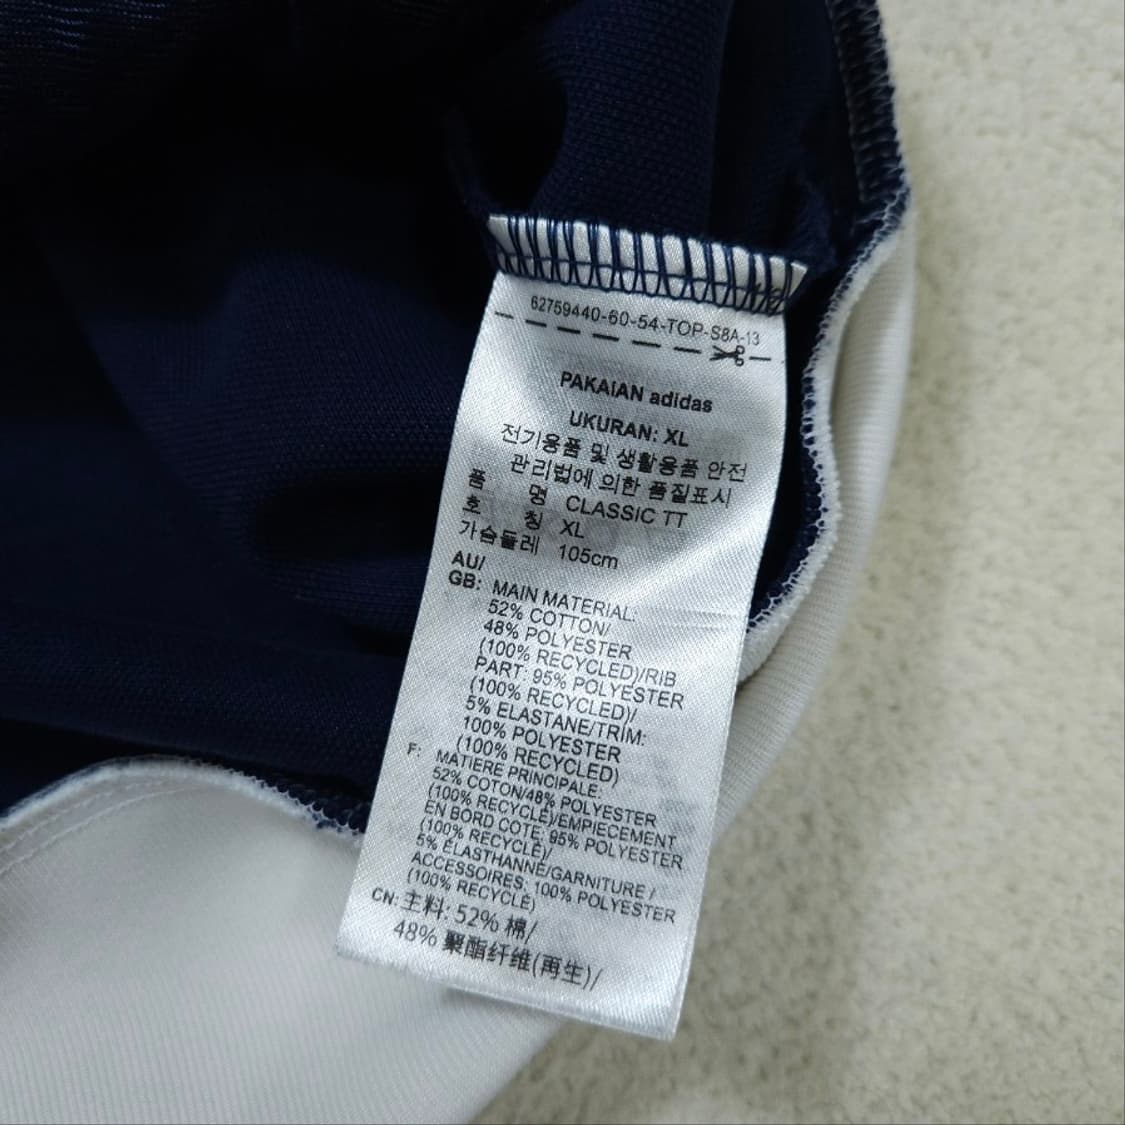 62759440-60-54-TOP-S8A-13
PAKAIAN adidas
UKURAN: XL
전기용품 및 생활용품 안전
관리법에 의한 품질표시
품 명 CLASSIC TT
호 칭 XL
가슴둘레 105cm
AU/
GB: MAIN MATERIAL:
52% COTTON/
48% POLYESTER
(100% RECYCLED)/RIB
PART: 95% POLYESTER
(100% RECYCLED)/
5% ELASTANE/TRIM:
100% POLYESTER
(100% RECYCLED)
F: MATIERE PRINCIPALE:
52% COTON/48% POLYESTER
(100% RECYCLÉ)/EMPIECEMENT
EN BORD COTE: 95% POLYESTER
(100% RECYCLÉ)/
5% ÉLASTHANNE/GARNITURE /
ACCESSOIRES: 100% POLYESTER
(100% RECYCLÉ)
CN: 主料: 52% 棉/
48% 聚酯纤维(再生)/